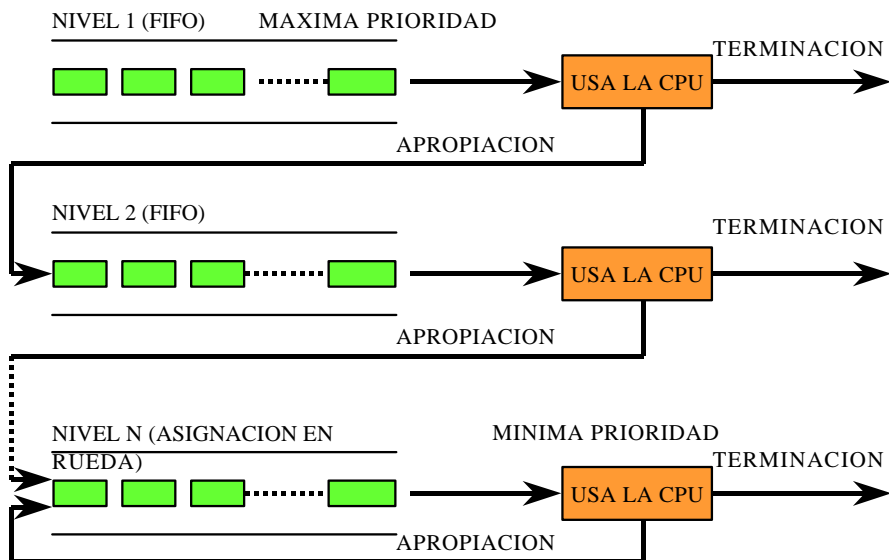 NIVEL 1 (FIFO) MAXIMA PRIORIDAD
TERMINACION
USA LA CPU
APROPIACION
NIVEL 2 (FIFO)
TERMINACION
USA LA CPU
APROPIACION
NIVEL N (ASIGNACION EN
RUEDA)
MINIMA PRIORIDAD
TERMINACION
USA LA CPU
APROPIACION